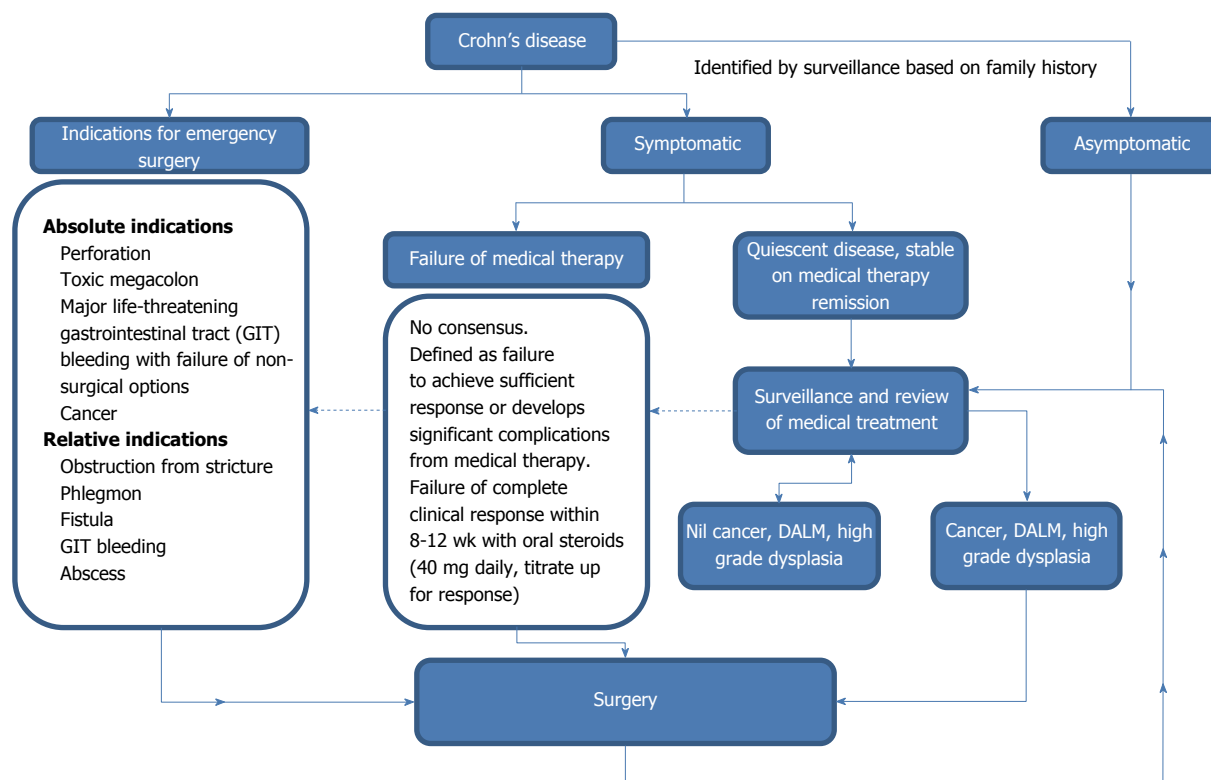 Crohn's disease
Identified by surveillance based on family history
Indications for emergency
surgery
Symptomatic
Asymptomatic
Absolute indications
Perforation
Toxic megacolon
Major life-threatening
gastrointestinal tract (GIT)
bleeding with failure of non-
surgical options
Cancer
Relative indications
Obstruction from stricture
Phlegmon
Fistula
GIT bleeding
Abscess
Failure of medical therapy
Quiescent disease, stable
on medical therapy
remission
No consensus.
Defined as failure
to achieve sufficient
response or develops
significant complications
from medical therapy.
Failure of complete
clinical response within
8-12 wk with oral steroids
(40 mg daily, titrate up
for response)
Surveillance and review
of medical treatment
Nil cancer, DALM, high
grade dysplasia
Cancer, DALM, high
grade dysplasia
Surgery